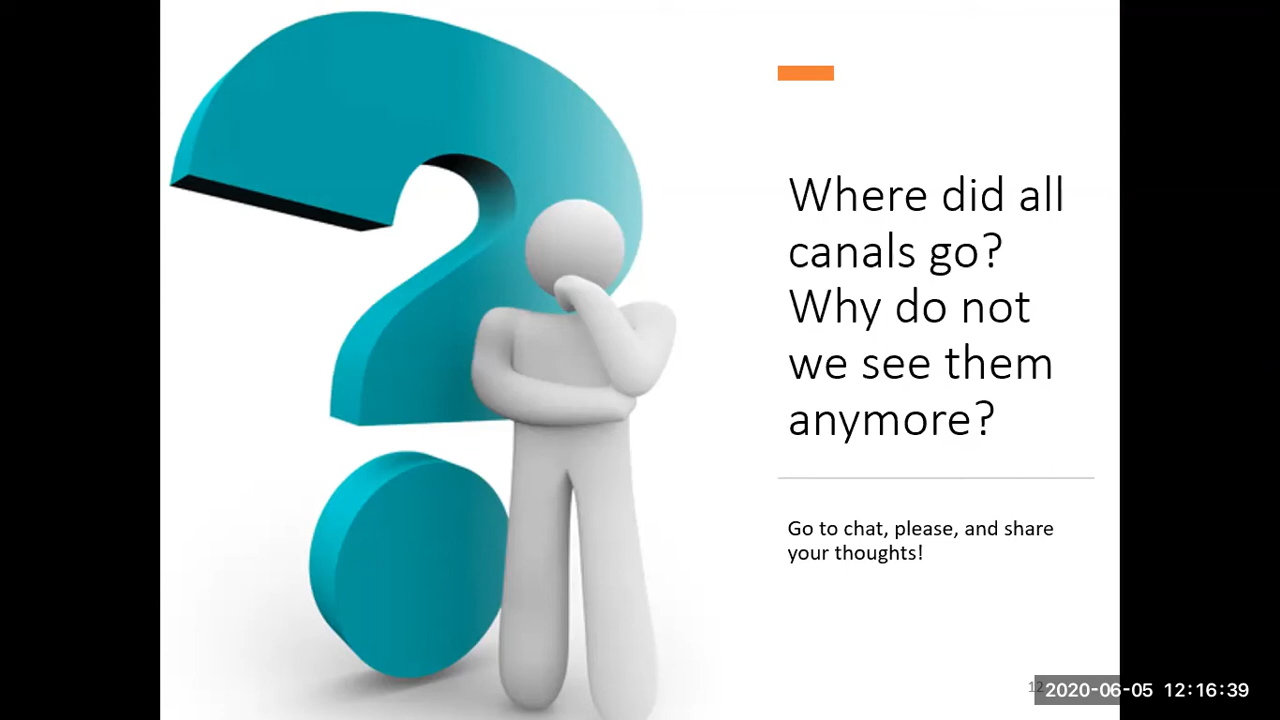 Where did all
canals go?
Why do not
we see them
anymore?
Go to chat, please, and share
your thoughts!
12
2020-06-05 12:16:39